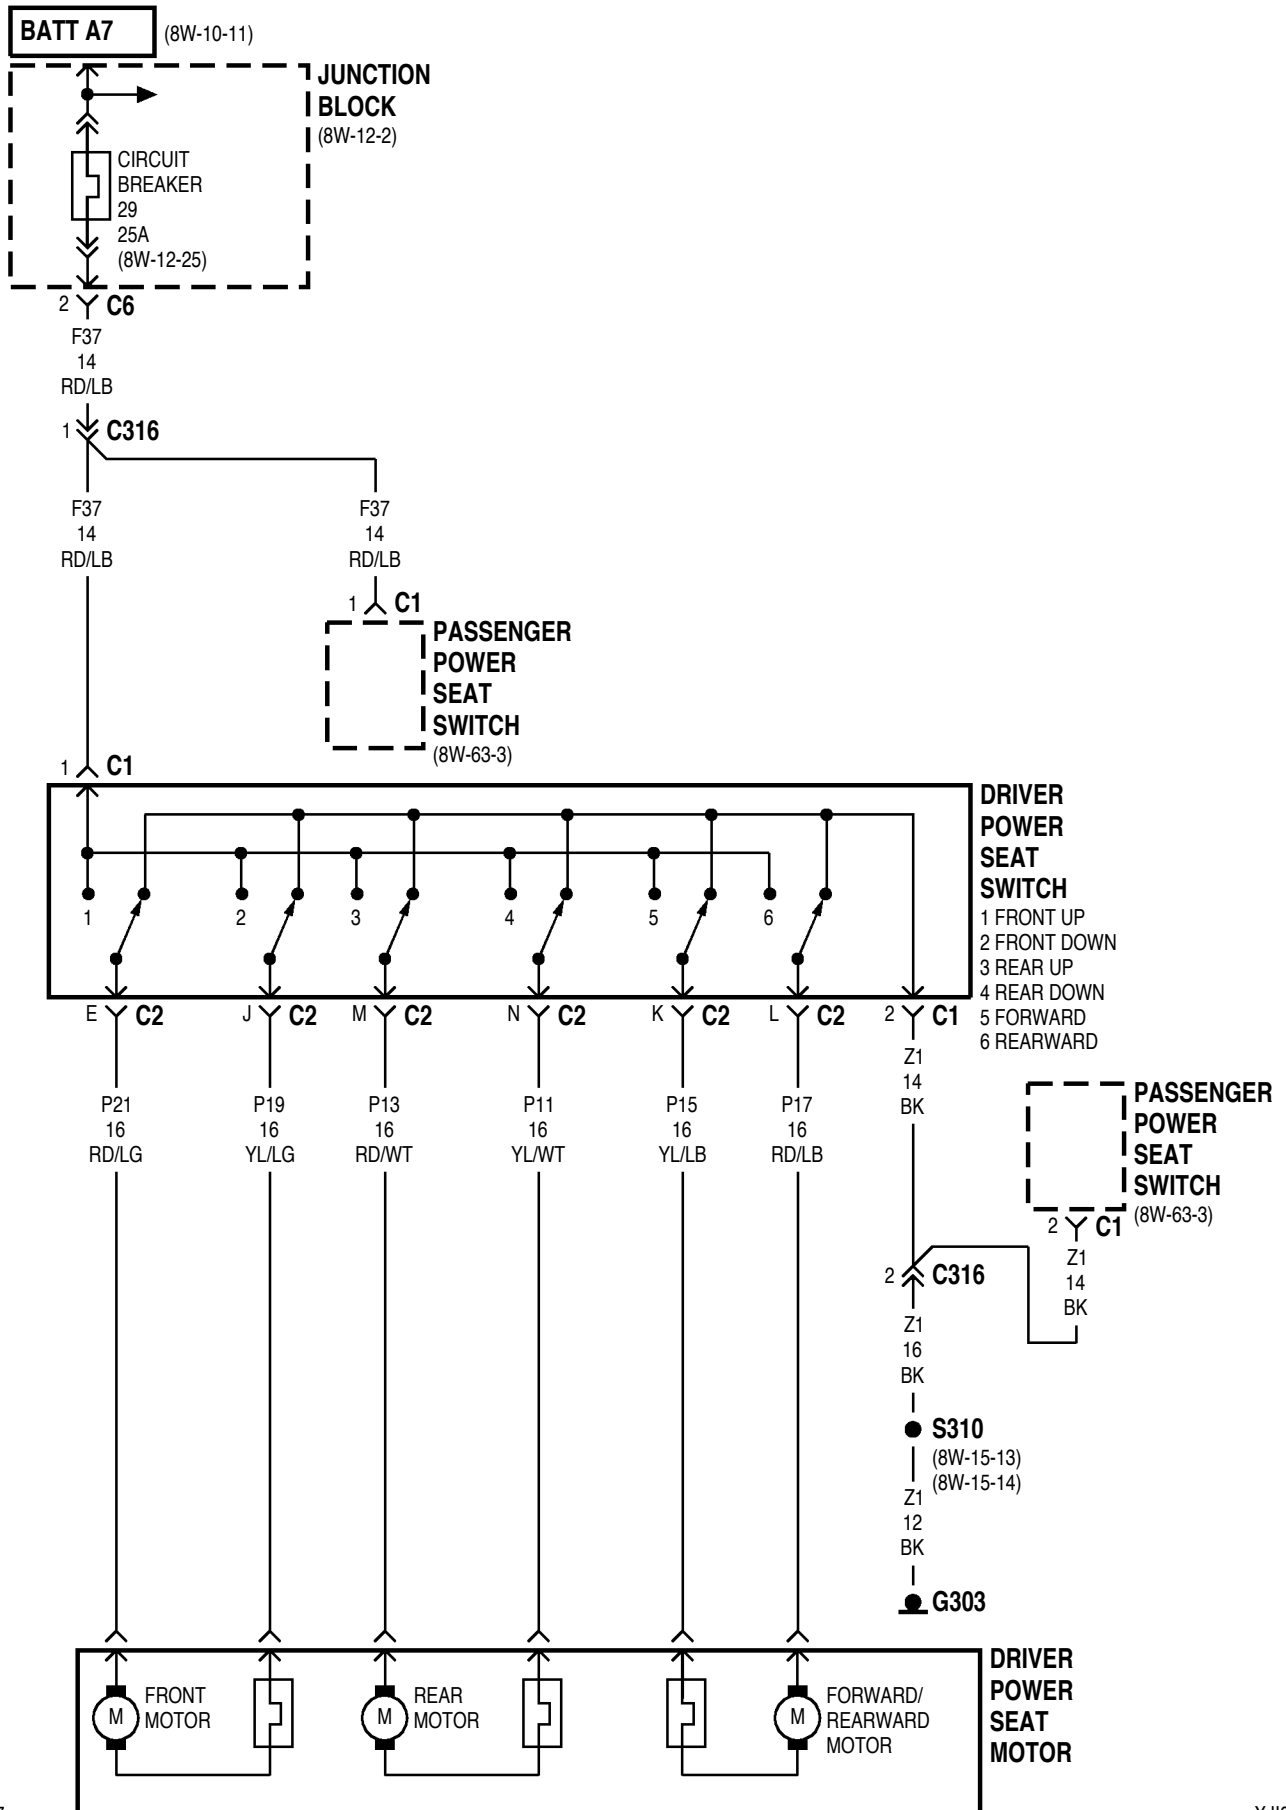 BATT A7 (8W-10-11)
JUNCTION
BLOCK
(8W-12-2)
CIRCUIT
BREAKER
29
25A
(8W-12-25)
2 C6
F37
14
RD/LB
1 C316
F37
14
RD/LB
F37
14
RD/LB
1 C1
PASSENGER
POWER
SEAT
SWITCH
(8W-63-3)
1 C1
DRIVER
POWER
SEAT
SWITCH
1 FRONT UP
2 FRONT DOWN
3 REAR UP
4 REAR DOWN
5 FORWARD
6 REARWARD
1 2 3 4 5 6
E C2 J C2 M C2 N C2 K C2 L C2 2 C1
Z1
14
BK
P21
16
RD/LG
P19
16
YL/LG
P13
16
RD/WT
P11
16
YL/WT
P15
16
YL/LB
P17
16
RD/LB
PASSENGER
POWER
SEAT
SWITCH
(8W-63-3)
2 C1
Z1
14
BK
2 C316
Z1
16
BK
S310
(8W-15-13)
(8W-15-14)
Z1
12
BK
G303
DRIVER
POWER
SEAT
MOTOR
M FRONT
MOTOR
M REAR
MOTOR
M FORWARD/
REARWARD
MOTOR